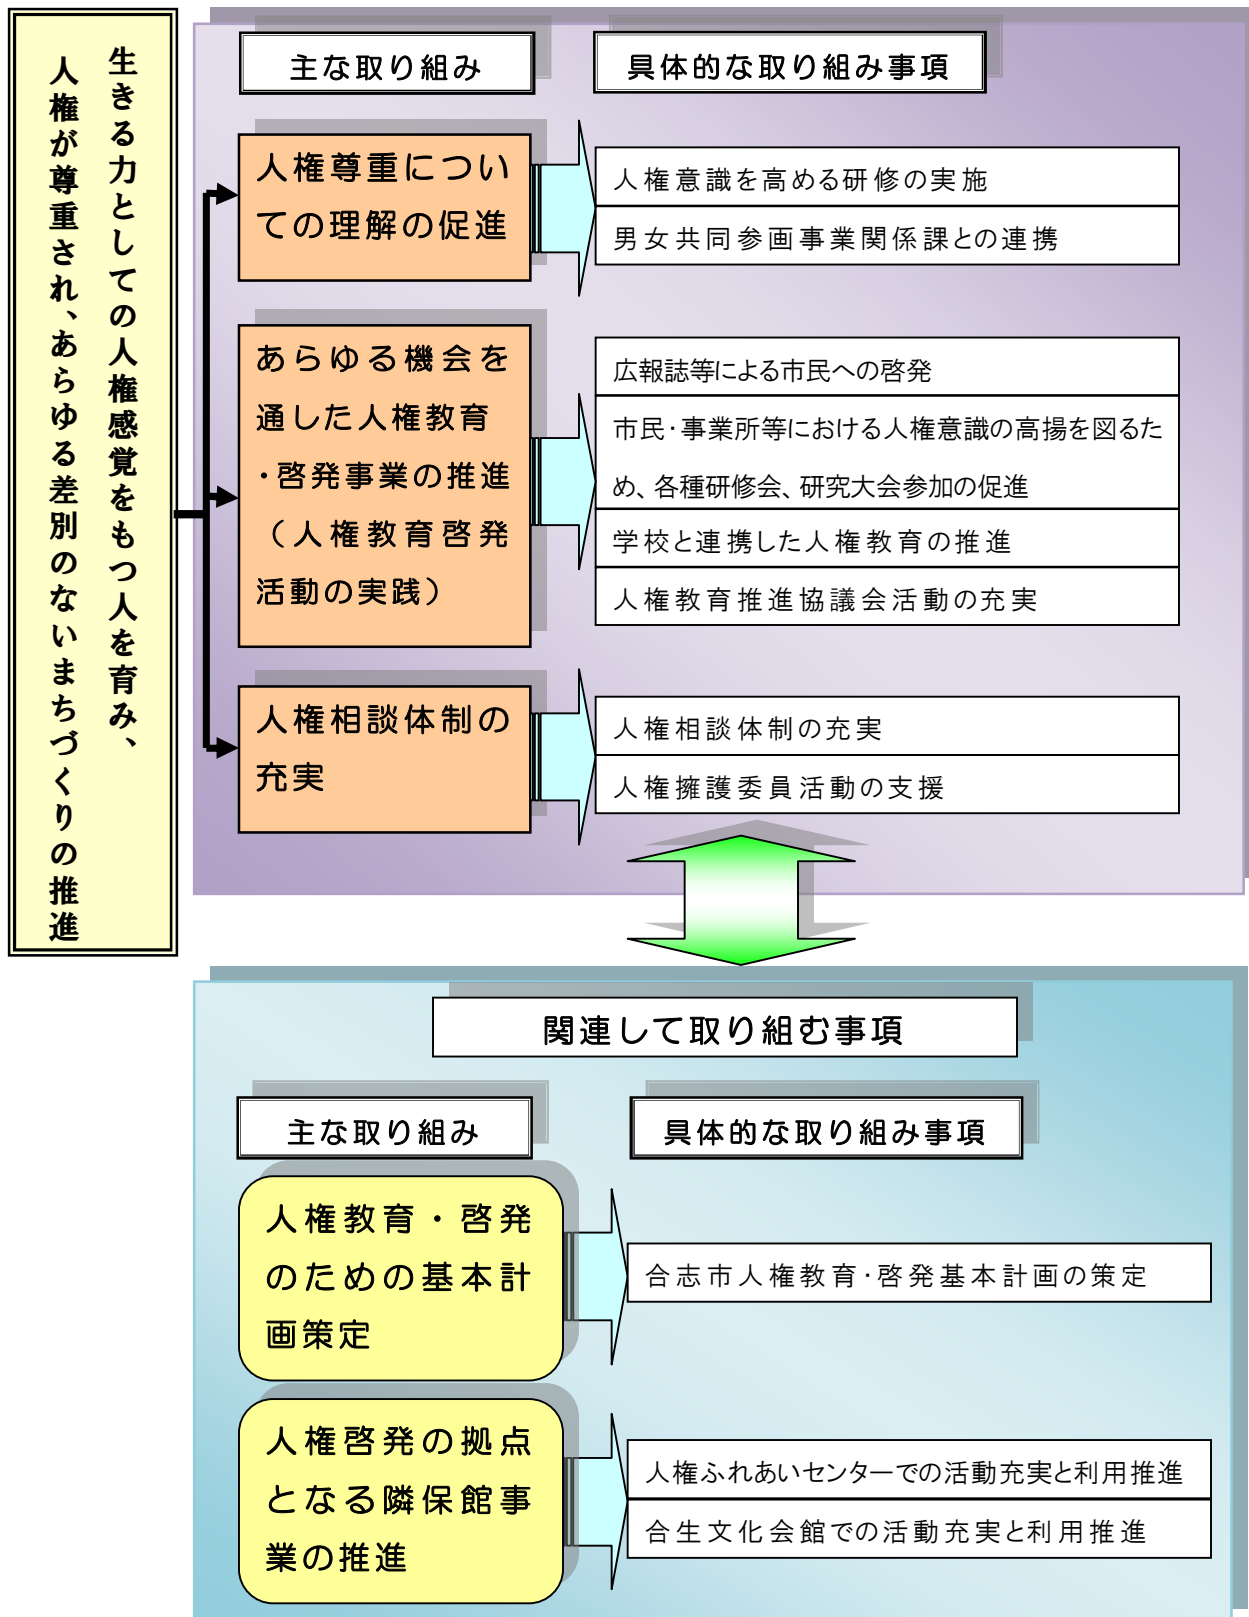 生きる力としての人権感覚をもつ人を育み、
人権が尊重され、あらゆる差別のないまちづくりの推進
主な取り組み
具体的な取り組み事項
人権尊重につい
ての理解の促進
人権意識を高める研修の実施
男女共同参画事業関係課との連携
あらゆる機会を
通した人権教育
・啓発事業の推進
（人権教育啓発
活動の実践）
広報誌等による市民への啓発
市民・事業所等における人権意識の高揚を図るた
め、各種研修会、研究大会参加の促進
学校と連携した人権教育の推進
人権教育推進協議会活動の充実
人権相談体制の
充実
人権相談体制の充実
人権擁護委員活動の支援
関連して取り組む事項
主な取り組み
具体的な取り組み事項
人権教育・啓発
のための基本計
画策定
合志市人権教育・啓発基本計画の策定
人権啓発の拠点
となる隣保館事
業の推進
人権ふれあいセンターでの活動充実と利用推進
合生文化会館での活動充実と利用推進